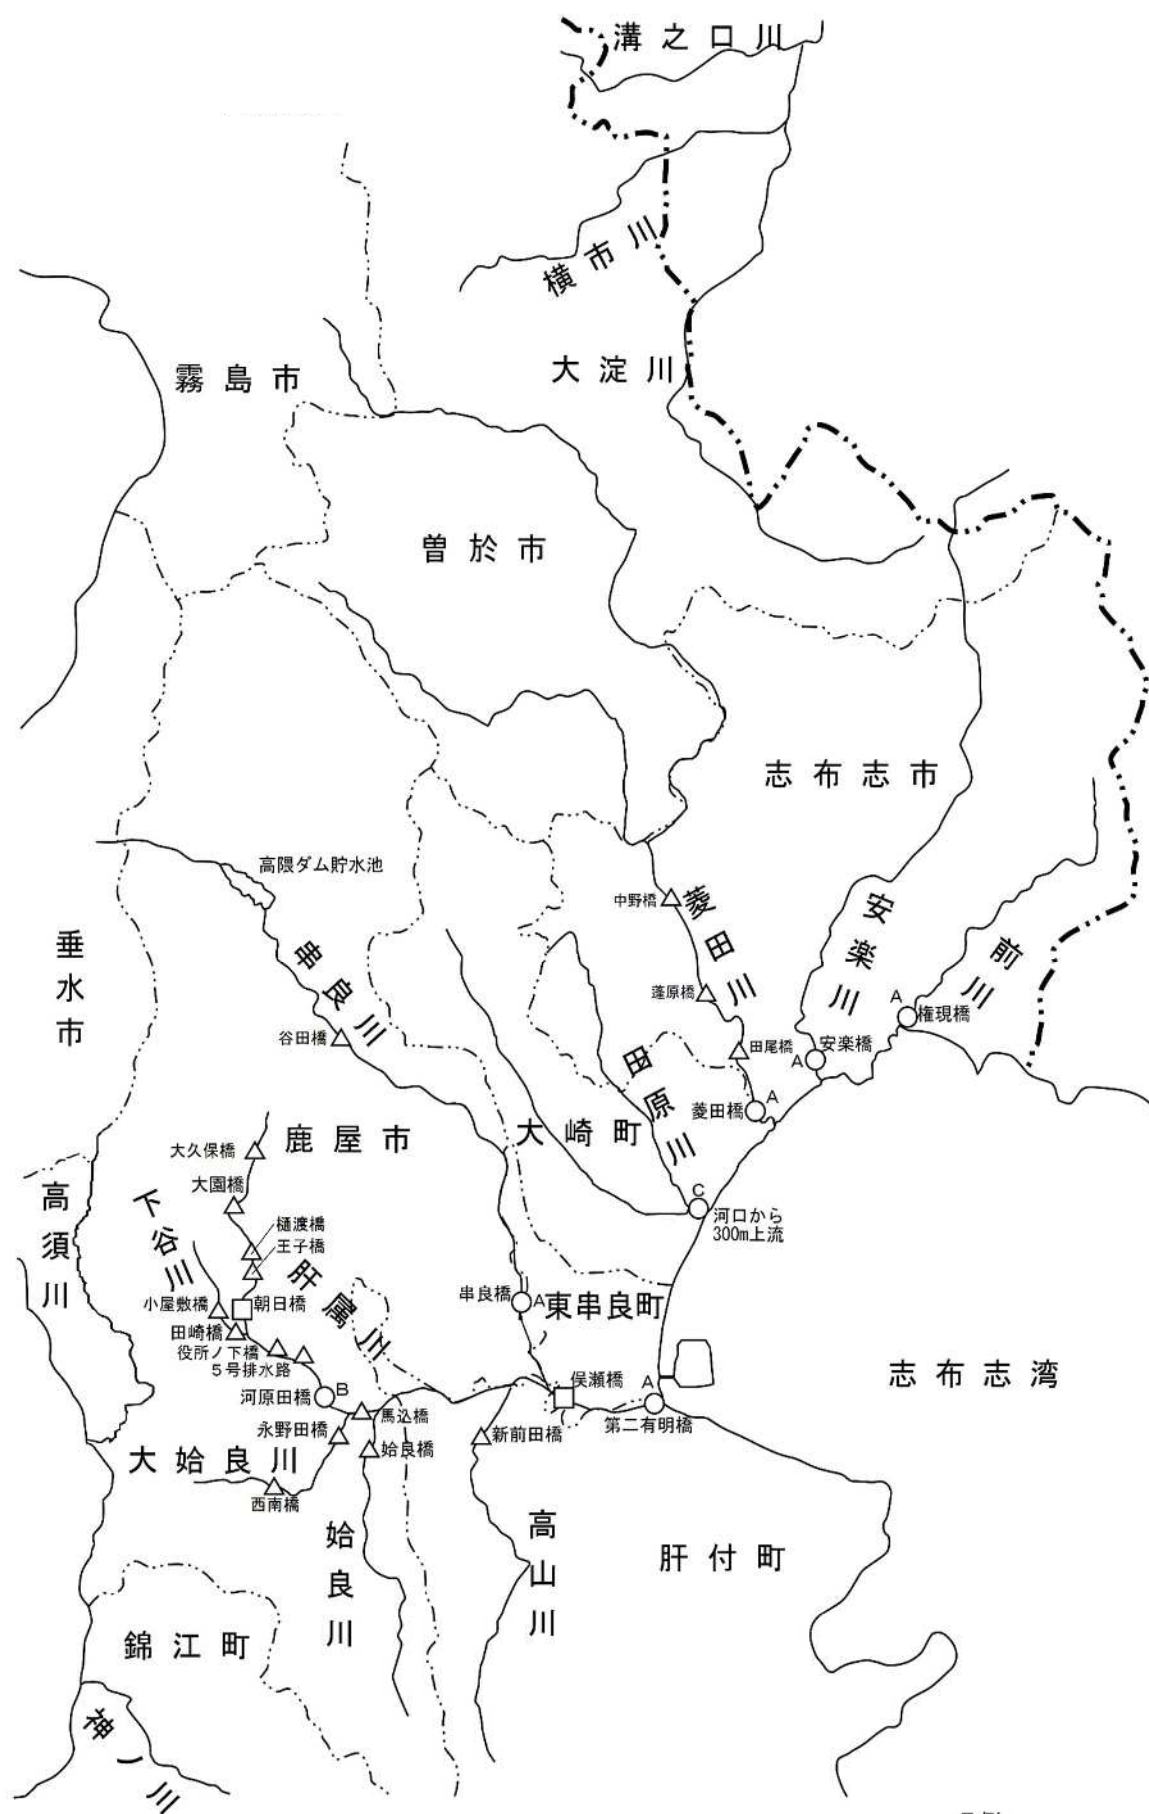 溝之口川
横市川
霧島市
大淀川
曽於市
志布志市
高隈ダム貯水池
中野橋
菱田川
安楽川
前川
垂水市
串良川
蓬原橋
A
権現橋
谷田橋
田尾橋
安楽橋
A
田原川
菱田橋
A
大崎町
鹿屋市
大久保橋
大園橋
高須川
下谷川
C
河口から
300m上流
樋渡橋
王子橋
肝属川
串良橋
A
東串良町
小屋敷橋
朝日橋
田崎橋
役所ノ下橋
5号排水路
志布志湾
河原田橋
B
俣瀬橋
A
第二有明橋
馬込橋
永野田橋
姶良橋
新前田橋
大姶良川
西南橋
姶良川
高山川
肝付町
錦江町
神ノ川